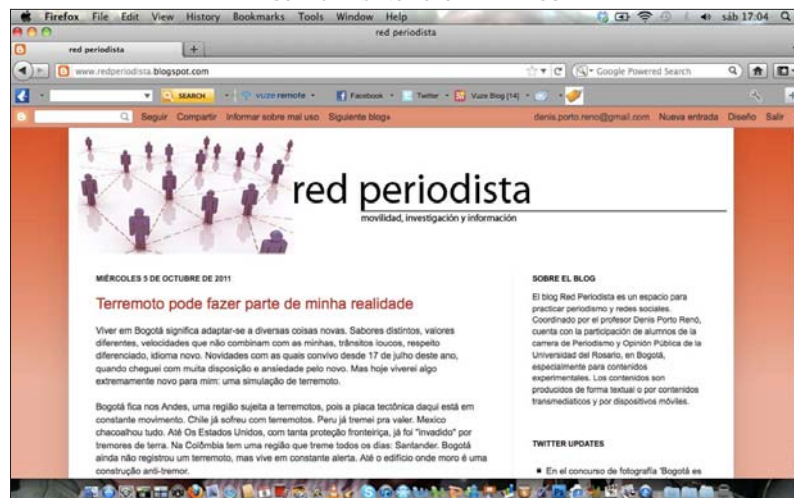 Firefox File Edit View History Bookmarks Tools Window Help
sáb 17:04
red periodista
red periodista
www.redperiodista.blogspot.com
Google Powered Search
SEARCH
vuze remote
Facebook
Twitter
Vuze Blog [14]
Seguir Compartir Informar sobre mal uso Siguiente blog»
denis.porto.reno@gmail.com Nueva entrada Diseño Salir
red periodista
movilidad, investigación y información
MIÉRCOLES 5 DE OCTUBRE DE 2011
Terremoto pode fazer parte de minha realidade
Viver em Bogotá significa adaptar-se a diversas coisas novas. Sabores distintos, valores
diferentes, velocidades que não combinam com as minhas, trânsitos loucos, respeito
diferenciado, idioma novo. Novidades com as quais convivo desde 17 de julho deste ano,
quando cheguei com muita disposição e ansiedade pelo novo. Mas hoje viverei algo
extremamente novo para mim: uma simulação de terremoto.
Bogotá fica nos Andes, uma região sujeita a terremotos, pois a placa tectônica daqui está em
constante movimento. Chile já sofreu com terremotos. Peru já tremei pra valer. Mexico
chacoalhou tudo. Até Os Estados Unidos, com tanta proteção fronteiriça, já foi "invadido" por
tremores de terra. Na Colômbia tem uma região que treme todos os dias: Santander. Bogotá
ainda não registrou um terremoto, mas vive em constante alerta. Até o edifício onde moro é uma
construção anti-tremor.
SOBRE EL BLOG
El blog Red Periodista es un espacio para
practicar periodismo y redes sociales.
Coordinado por el profesor Denis Porto Renó,
cuenta con la participación de alumnos de la
carrera de Periodismo y Opinión Pública de la
Universidad del Rosario, en Bogotá,
especialmente para contenidos
experimentales. Los contenidos son
producidos de forma textual o por contenidos
transmediaticos y por dispositivos móviles.
TWITTER UPDATES
En el concurso de fotografía 'Bogotá es